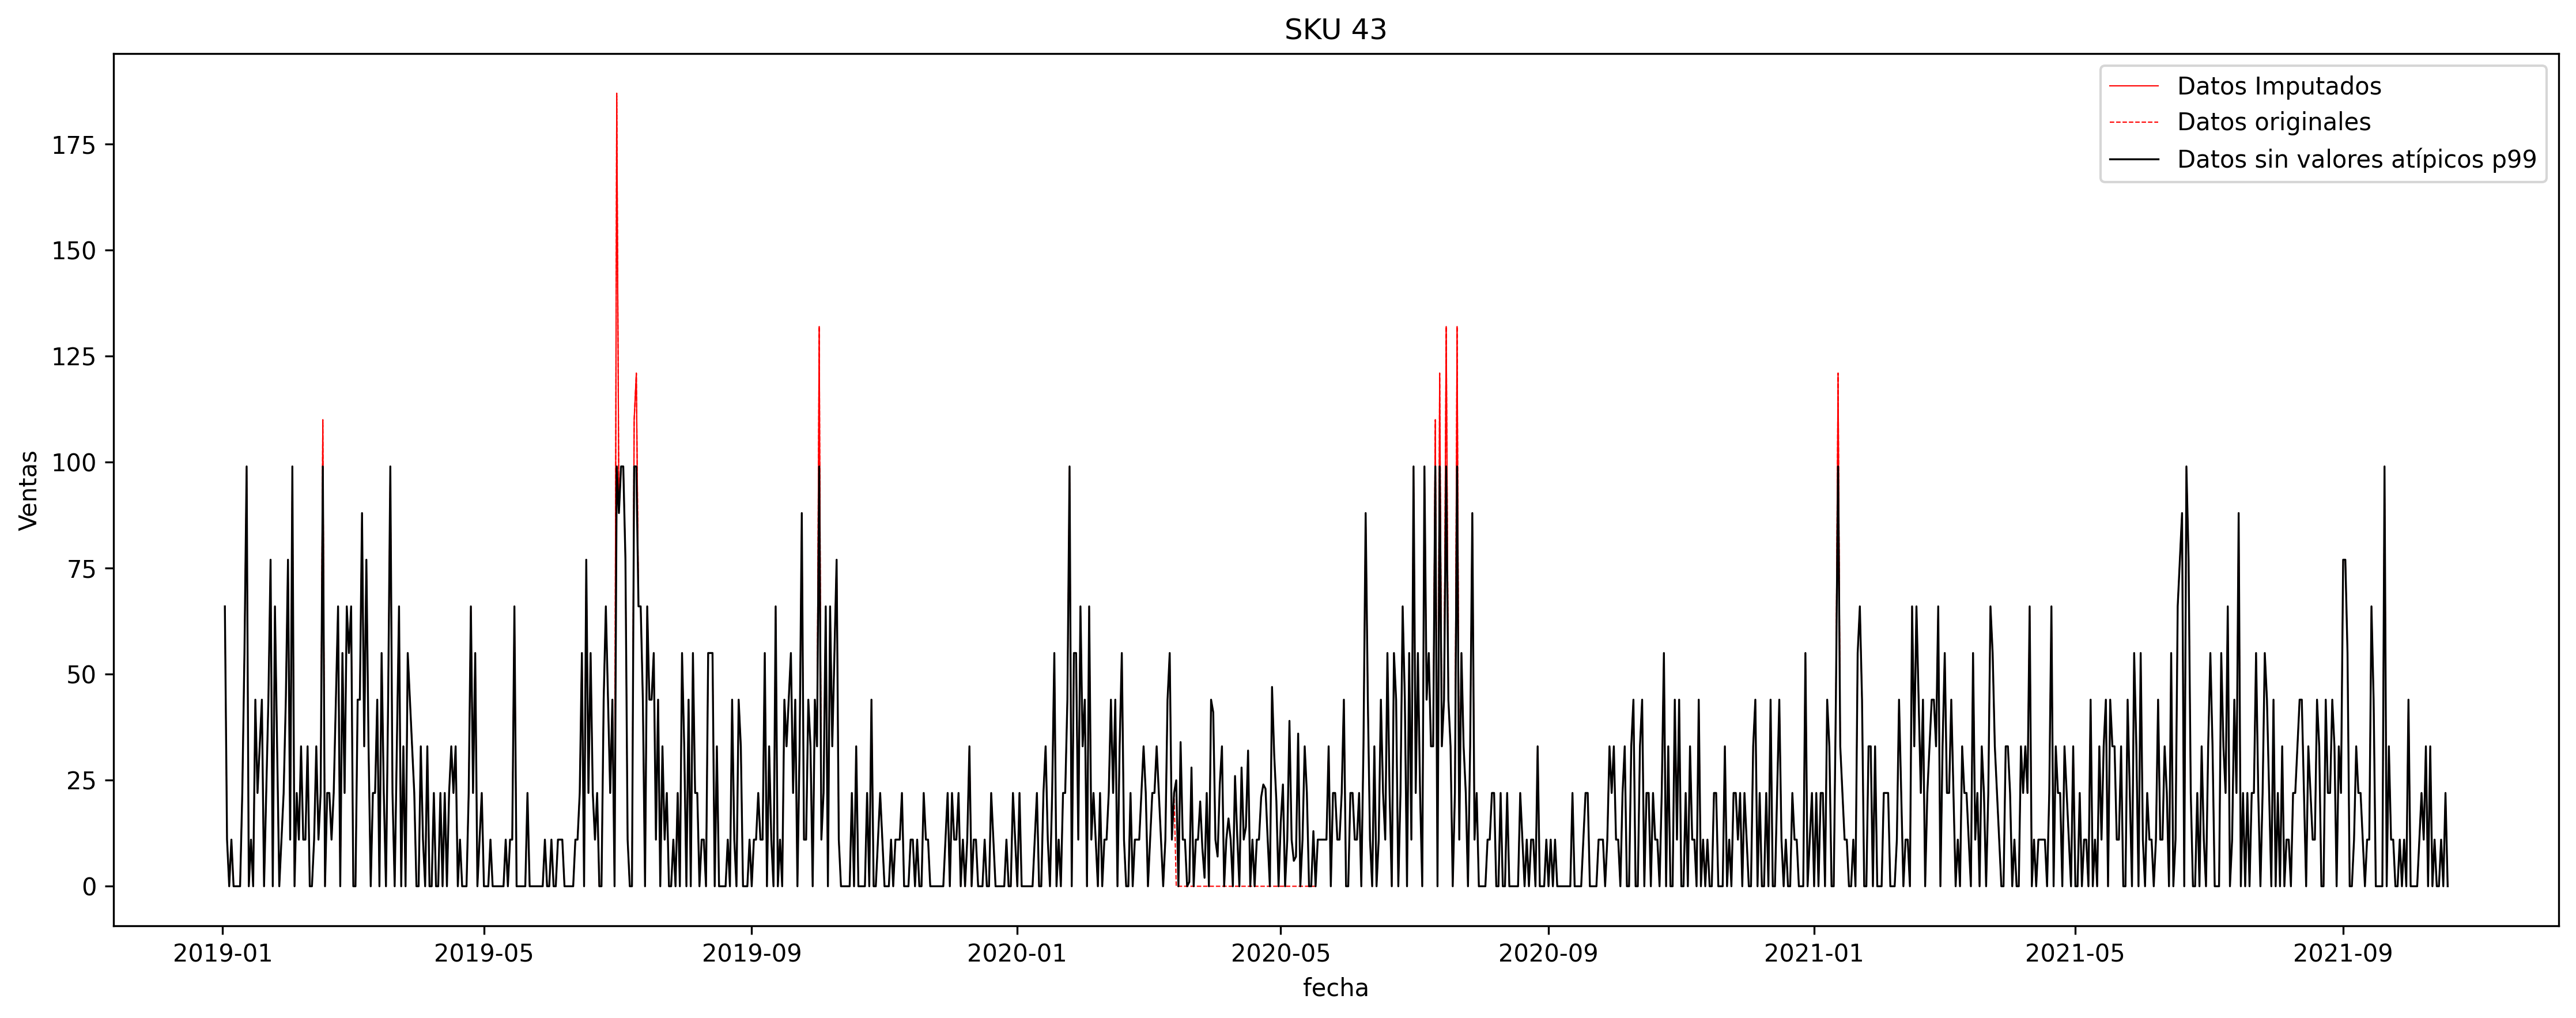 SKU 43
Datos Imputados
Datos originales
Datos sin valores atípicos p99
175
150
125
100
75
50
25
0
Ventas
2019-01 2019-05 2019-09 2020-01 2020-05 2020-09 2021-01 2021-05 2021-09
fecha